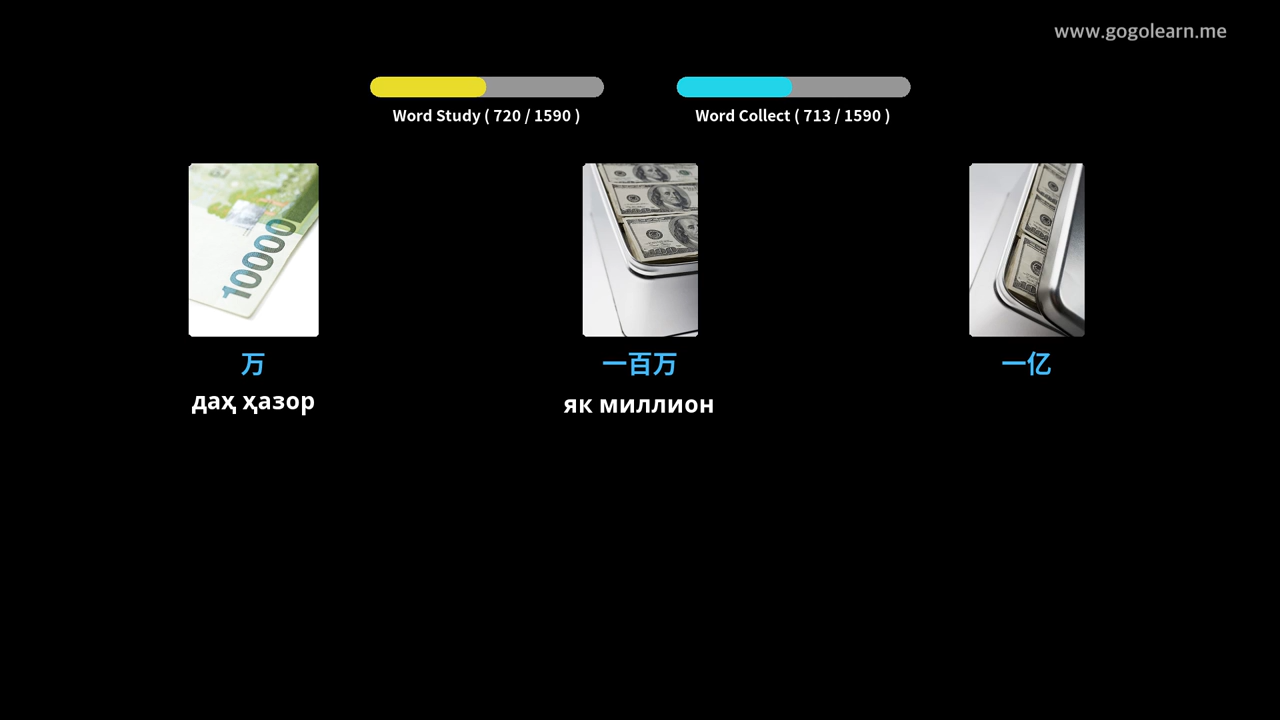 www.gogolearn.me
Word Study ( 720 / 1590 )
Word Collect ( 713 / 1590 )
10000
万
一百万
一亿
даҳ ҳазор
як миллион